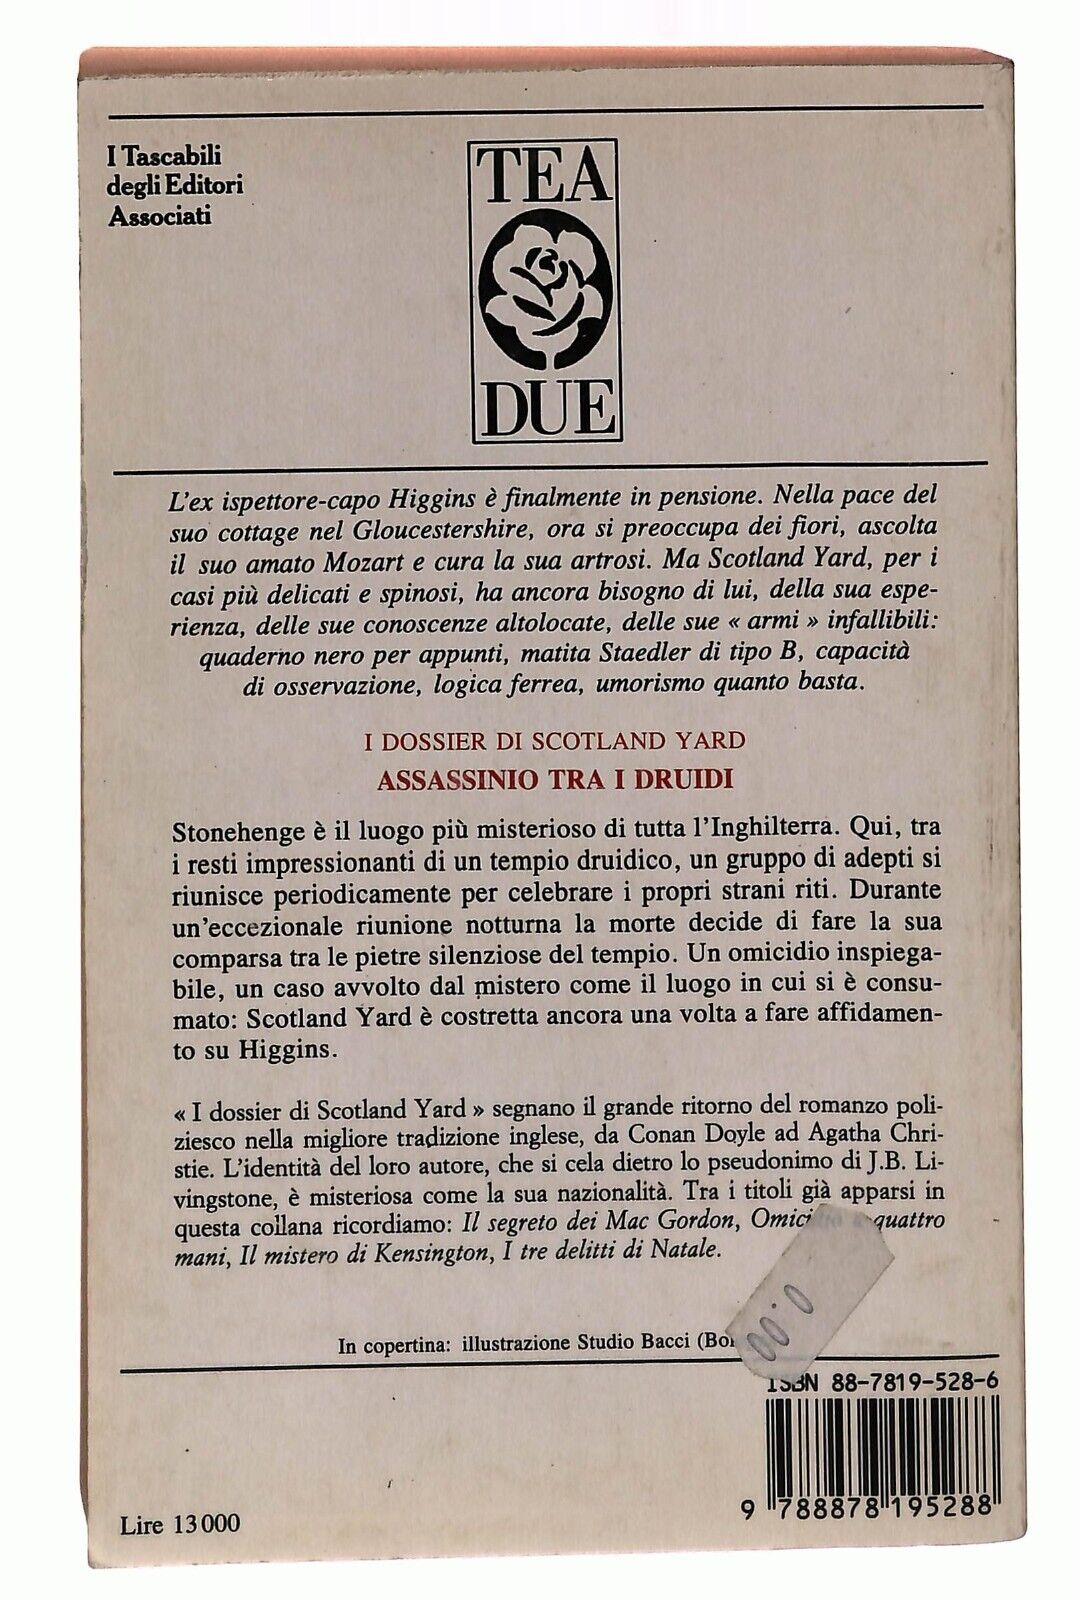 I Tascabili
degli Editori
Associati
TEA
DUE
L'ex ispettore-capo Higgins è finalmente in pensione. Nella pace del
suo cottage nel Gloucestershire, ora si preoccupa dei fiori, ascolta
il suo amato Mozart e cura la sua artrosi. Ma Scotland Yard, per i
casi più delicati e spinosi, ha ancora bisogno di lui, della sua espe-
rienza, delle sue conoscenze altolocate, delle sue « armi » infallibili:
quaderno nero per appunti, matita Staedler di tipo B, capacità
di osservazione, logica ferrea, umorismo quanto basta.
I DOSSIER DI SCOTLAND YARD
ASSASSINIO TRA I DRUIDI
Stonehenge è il luogo più misterioso di tutta l'Inghilterra. Qui, tra
i resti impressionanti di un tempio druidico, un gruppo di adepti si
riunisce periodicamente per celebrare i propri strani riti. Durante
un'eccezionale riunione notturna la morte decide di fare la sua
comparsa tra le pietre silenziose del tempio. Un omicidio inspiega-
bile, un caso avvolto dal mistero come il luogo in cui si è consu-
mato: Scotland Yard è costretta ancora una volta a fare affidamen-
to su Higgins.
« I dossier di Scotland Yard » segnano il grande ritorno del romanzo poli-
ziesco nella migliore tradizione inglese, da Conan Doyle ad Agatha Chri-
stie. L'identità del loro autore, che si cela dietro lo pseudonimo di J.B. Li-
vingstone, è misteriosa come la sua nazionalità. Tra i titoli già apparsi in
questa collana ricordiamo: Il segreto dei Mac Gordon, quattro
mani, Il mistero di Kensington, I tre delitti di Natale.
0.00
In copertina: illustrazione Studio Bacci
ISBN 88-7819-528-6
9 788878 195288
Lire 13 000